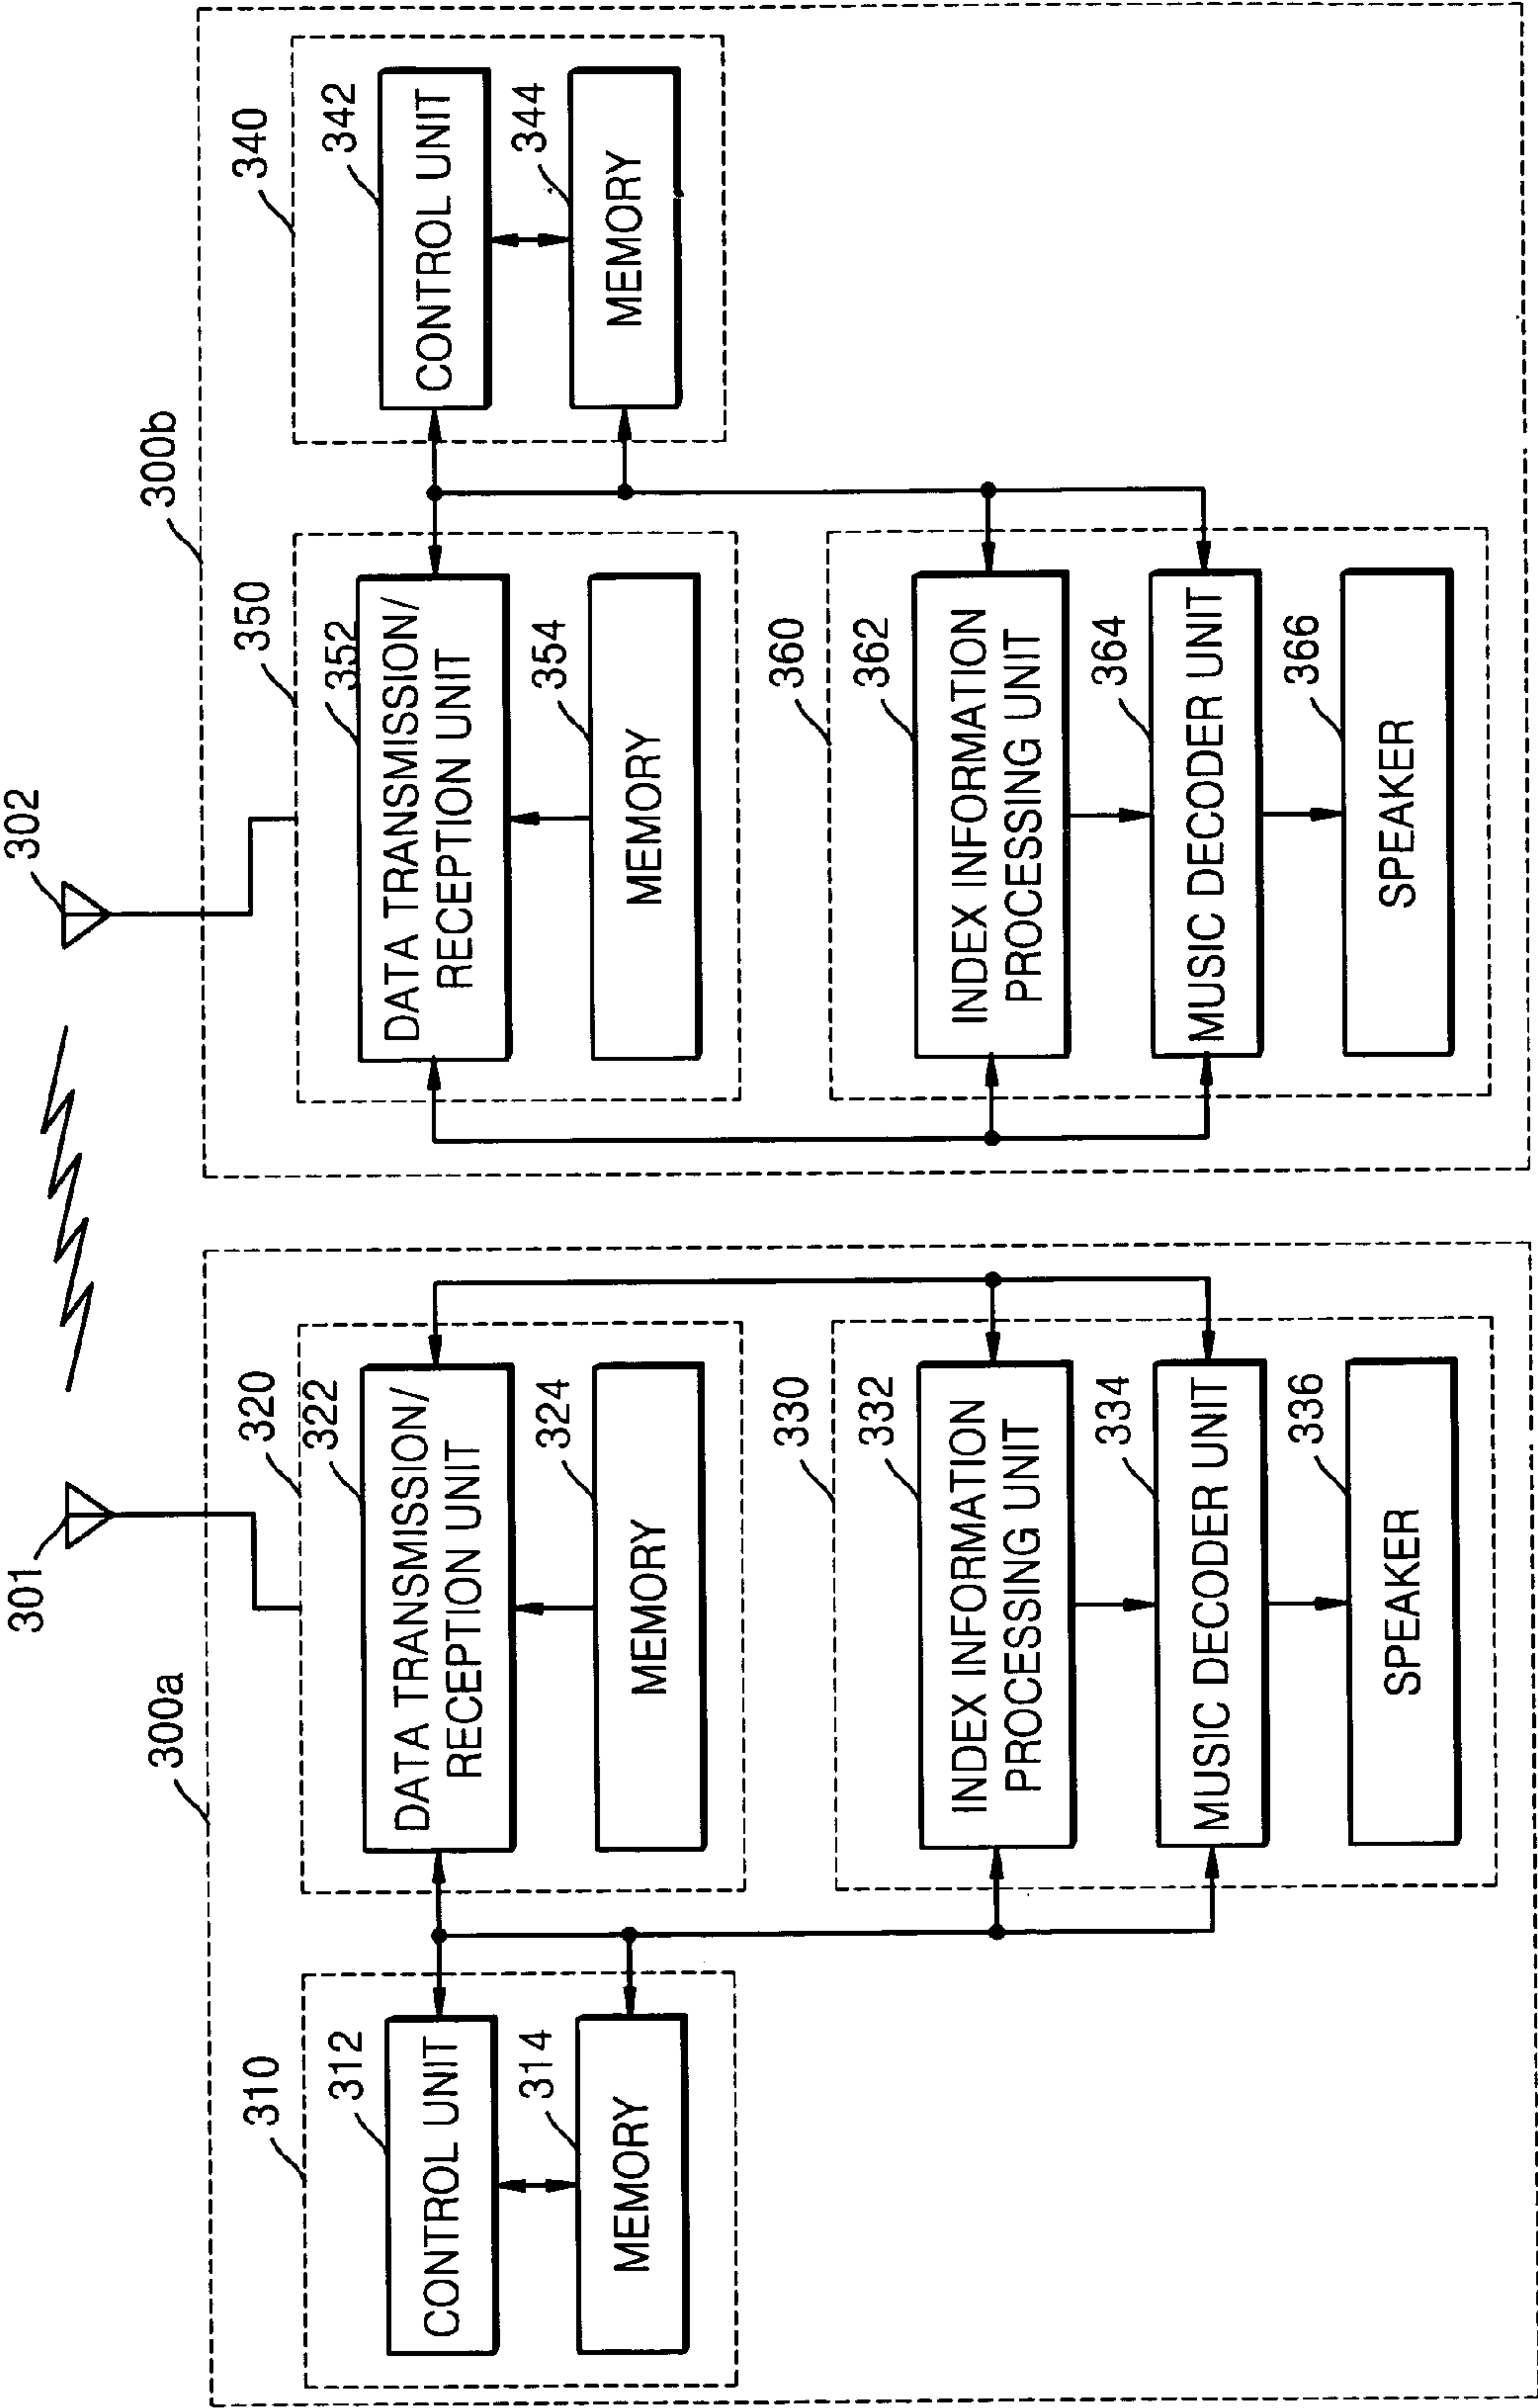 301
302
300a
300b
310
312
CONTROL UNIT
314
MEMORY
320
322
DATA TRANSMISSION/
RECEPTION UNIT
324
MEMORY
330
332
INDEX INFORMATION
PROCESSING UNIT
334
MUSIC DECODER UNIT
336
SPEAKER
350
352
DATA TRANSMISSION/
RECEPTION UNIT
354
MEMORY
360
362
INDEX INFORMATION
PROCESSING UNIT
364
MUSIC DECODER UNIT
366
SPEAKER
340
342
CONTROL UNIT
344
MEMORY